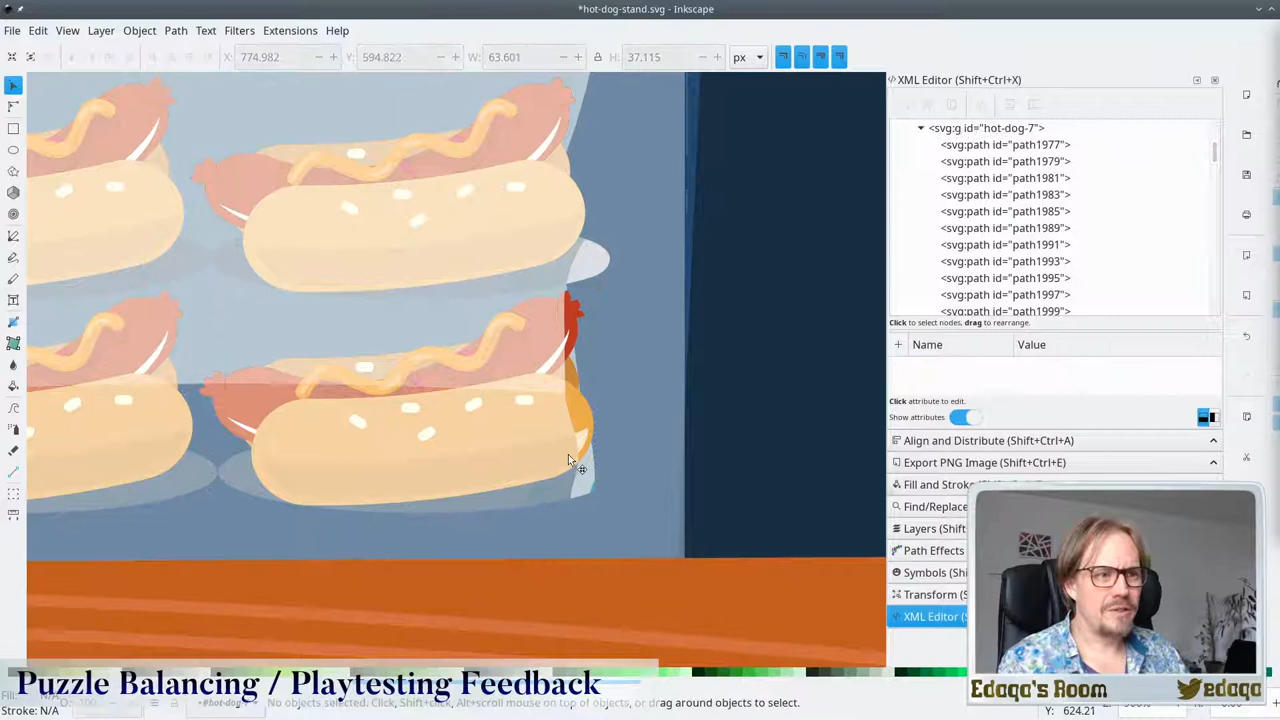 *hot-dog-stand.svg - Inkscape
File Edit View Layer Object Path Text Filters Extensions Help
X: 774.982 Y: 594.822 W: 63.601 H: 37.115 px
XML Editor (Shift+Ctrl+X)
<svg:g id="hot-dog-7">
<svg:path id="path1977">
<svg:path id="path1979">
<svg:path id="path1981">
<svg:path id="path1983">
<svg:path id="path1985">
<svg:path id="path1989">
<svg:path id="path1991">
<svg:path id="path1993">
<svg:path id="path1995">
<svg:path id="path1997">
<svg:path id="path1999">
Click to select nodes, drag to rearrange.
Name Value
Click attribute to edit.
Show attributes
Align and Distribute (Shift+Ctrl+A)
Export PNG Image (Shift+Ctrl+E)
Fill and Stroke
Find/Replace
Layers (Shift
Path Effects
Symbols (Shi
Transform (S
XML Editor (S
Puzzle Balancing / Playtesting Feedback
Edaqa's Room edaqa
Stroke: N/A
No objects selected. Click, Shift+click, Alt+scroll mouse on top of objects, or drag around objects to select.
Y: 624.21